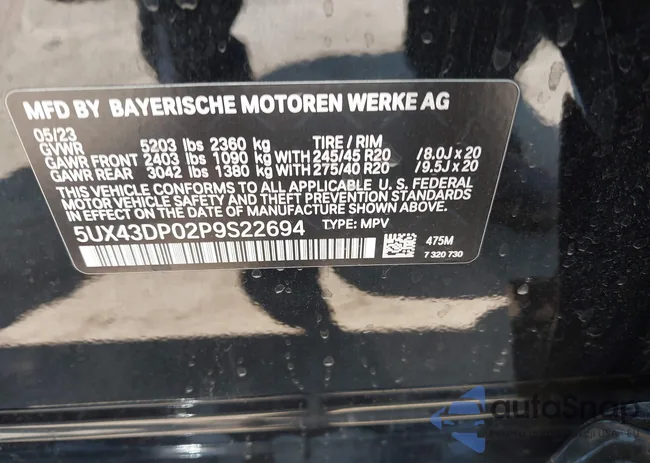 MFD BY BAYERISCHE MOTOREN WERKE AG
05/23
GVWR 5203 lbs 2360 kg TIRE / RIM
GAWR FRONT 2403 lbs 1090 kg WITH 245/45 R20 /8.0J x 20
GAWR REAR 3042 lbs 1380 kg WITH 275/40 R20 /9.5J x 20
THIS VEHICLE CONFORMS TO ALL APPLICABLE U. S. FEDERAL
MOTOR VEHICLE SAFETY AND THEFT PREVENTION STANDARDS IN
EFFECT ON THE DATE OF MANUFACTURE SHOWN ABOVE.
5UX43DP02P9S22694 TYPE: MPV
475M
7 320 730
autoSnap